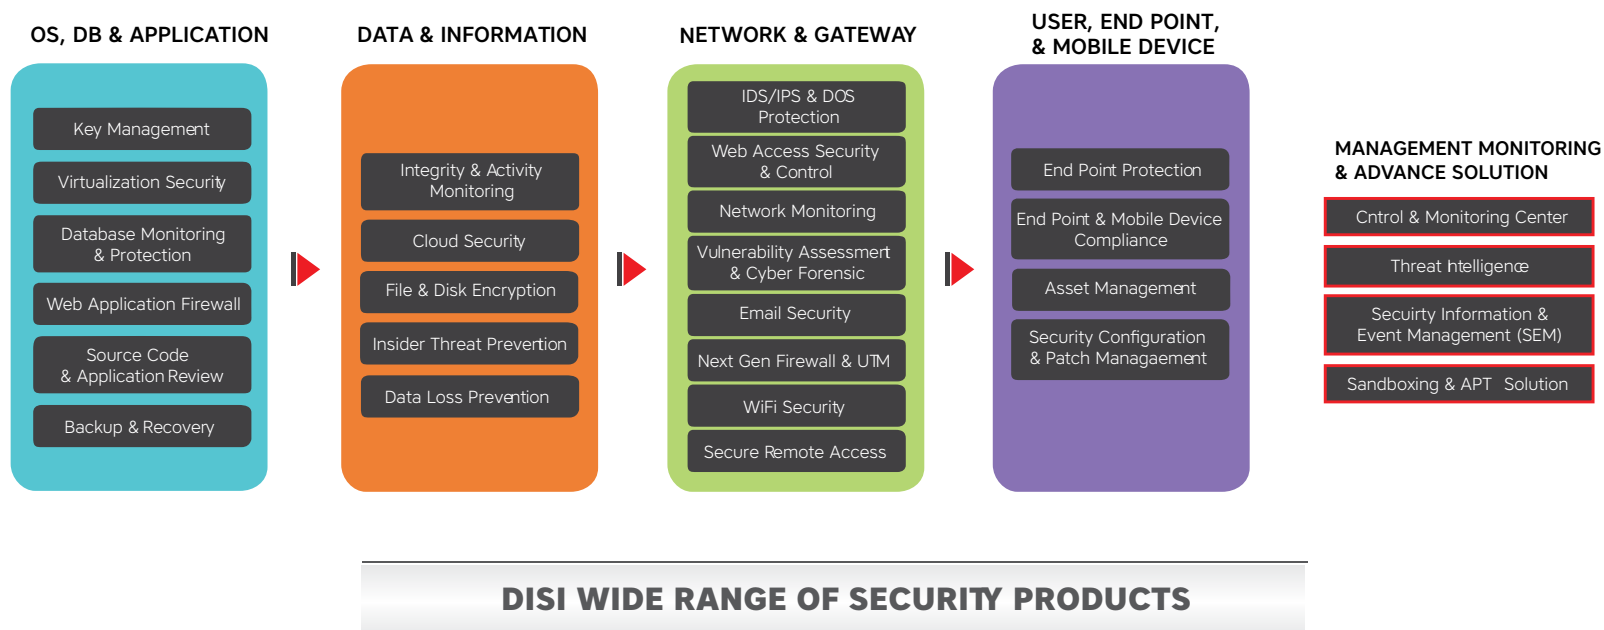 OS, DB & APPLICATION
Key Management
Virtualization Security
Database Monitoring
& Protection
Web Application Firewall
Source Code
& Application Review
Backup & Recovery
DATA & INFORMATION
Integrity & Activity
Monitoring
Cloud Security
File & Disk Encryption
Insider Threat Prevention
Data Loss Prevention
NETWORK & GATEWAY
IDS/IPS & DOS
Protection
Web Access Security
& Control
Network Monitoring
Vulnerability Assessment
& Cyber Forensic
Email Security
Next Gen Firewall & UTM
WiFi Security
Secure Remote Access
USER, END POINT,
& MOBILE DEVICE
End Point Protection
End Point & Mobile Device
Compliance
Asset Management
Security Configuration
& Patch Managaement
MANAGEMENT MONITORING
& ADVANCE SOLUTION
Cntrol & Monitoring Center
Threat Intelligence
Secuirty Information &
Event Management (SEM)
Sandboxing & APT Solution
DISI WIDE RANGE OF SECURITY PRODUCTS